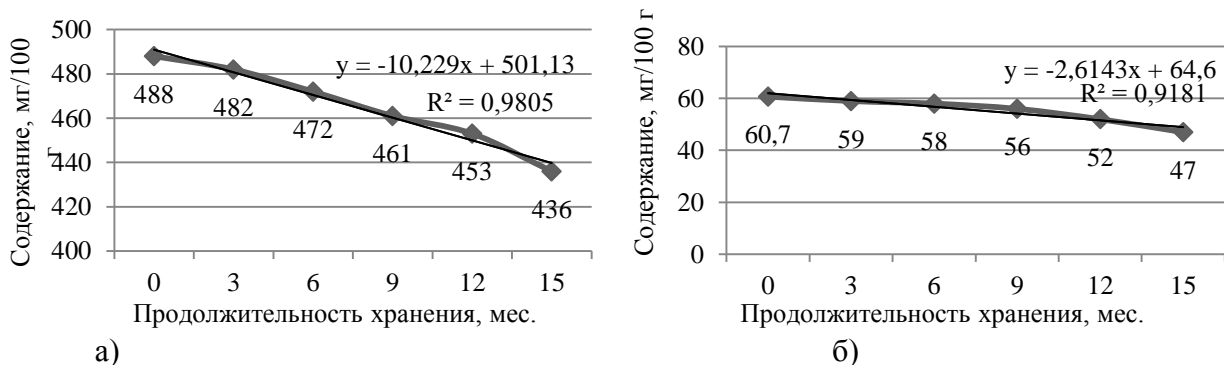 Содержание, мг/100
г
500
480
460
440
420
400
y = -10,229x + 501,13
R² = 0,9805
488
482
472
461
453
436
0 3 6 9 12 15
Продолжительность хранения, мес.
а)
Содержание, мг/100 г
80
60
40
20
0
y = -2,6143x + 64,6
R² = 0,9181
60,7
59
58
56
52
47
0 3 6 9 12 15
Продолжительность хранения, мес.
б)